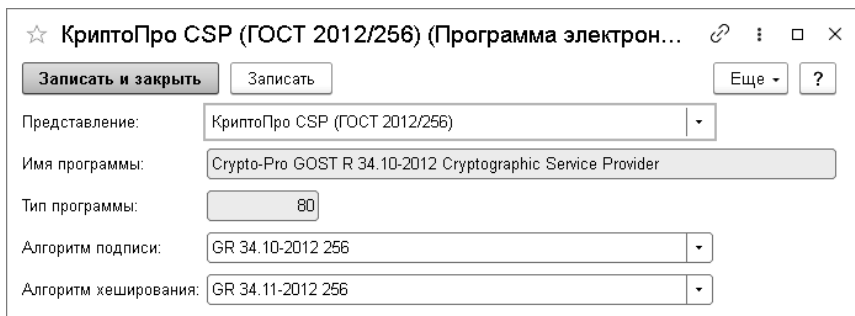 КриптоПро CSP (ГОСТ 2012/256) (Программа электрон...
Записать и закрыть Записать Еще ?
Представление: КриптоПро CSP (ГОСТ 2012/256)
Имя программы: Crypto-Pro GOST R 34.10-2012 Cryptographic Service Provider
Тип программы: 80
Алгоритм подписи: GR 34.10-2012 256
Алгоритм хеширования: GR 34.11-2012 256